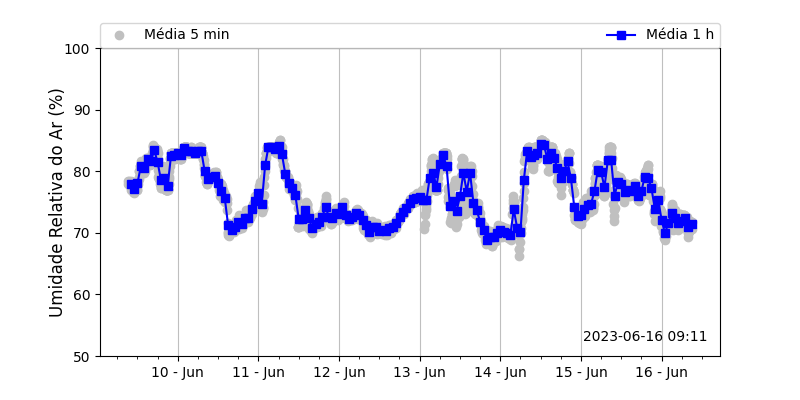 Média 5 min Média 1 h
Umidade Relativa do Ar (%)
100
90
80
70
60
50
2023-06-16 09:11
10 - Jun 11 - Jun 12 - Jun 13 - Jun 14 - Jun 15 - Jun 16 - Jun